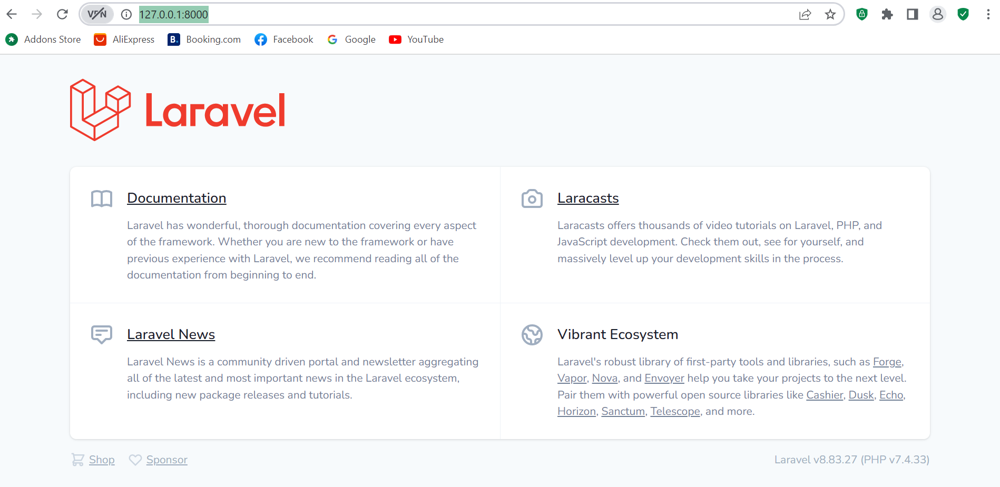 VPN 127.0.0.1:8000
Addons Store AliExpress B. Booking.com Facebook Google YouTube
Laravel
Documentation
Laravel has wonderful, thorough documentation covering every aspect
of the framework. Whether you are new to the framework or have
previous experience with Laravel, we recommend reading all of the
documentation from beginning to end.
Laracasts
Laracasts offers thousands of video tutorials on Laravel, PHP, and
JavaScript development. Check them out, see for yourself, and
massively level up your development skills in the process.
Laravel News
Laravel News is a community driven portal and newsletter aggregating
all of the latest and most important news in the Laravel ecosystem,
including new package releases and tutorials.
Vibrant Ecosystem
Laravel's robust library of first-party tools and libraries, such as Forge,
Vapor, Nova, and Envoyer help you take your projects to the next level.
Pair them with powerful open source libraries like Cashier, Dusk, Echo,
Horizon, Sanctum, Telescope, and more.
Shop Sponsor Laravel v8.83.27 (PHP v7.4.33)